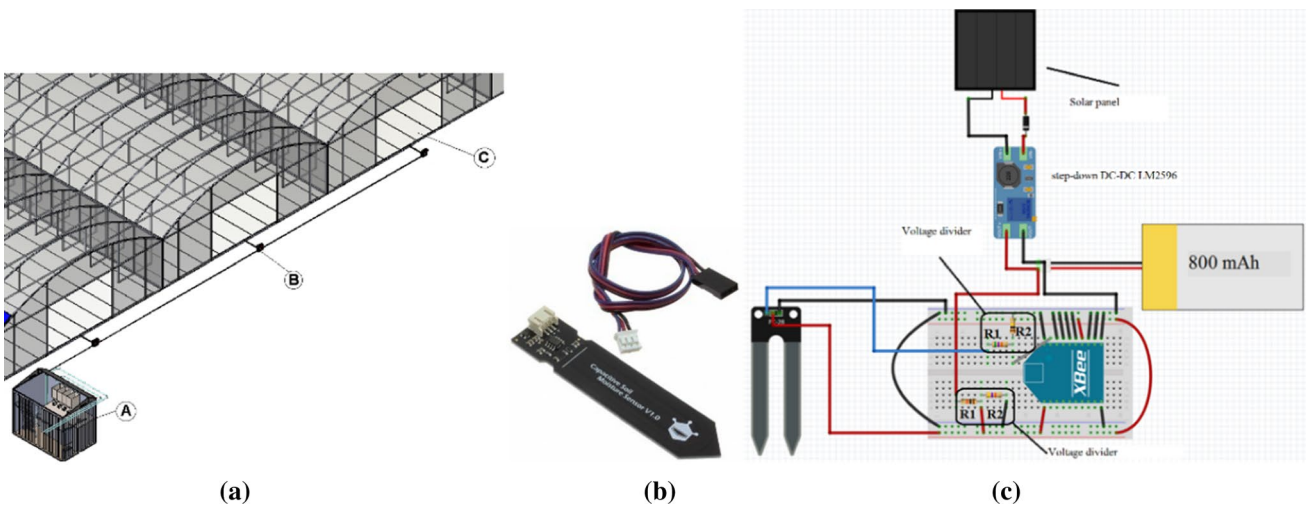 C
B
A
Capacitive Soil
Moisture Sensor V1.0
Solar panel
step-down DC-DC LM2596
Voltage divider
800 mAh
R1
R2
XBee
R1
R2
Voltage divider
(a)
(b)
(c)